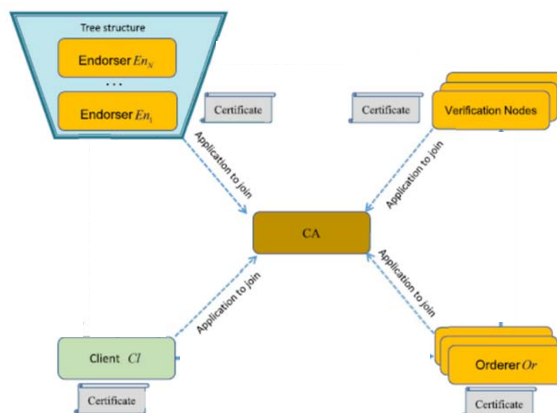 Tree structure
Endorser En_N
...
Endorser En_1
Certificate
Certificate
Verification Nodes
Application to join
Application to join
CA
Application to join
Application to join
Client Cl
Orderer Or
Certificate
Certificate